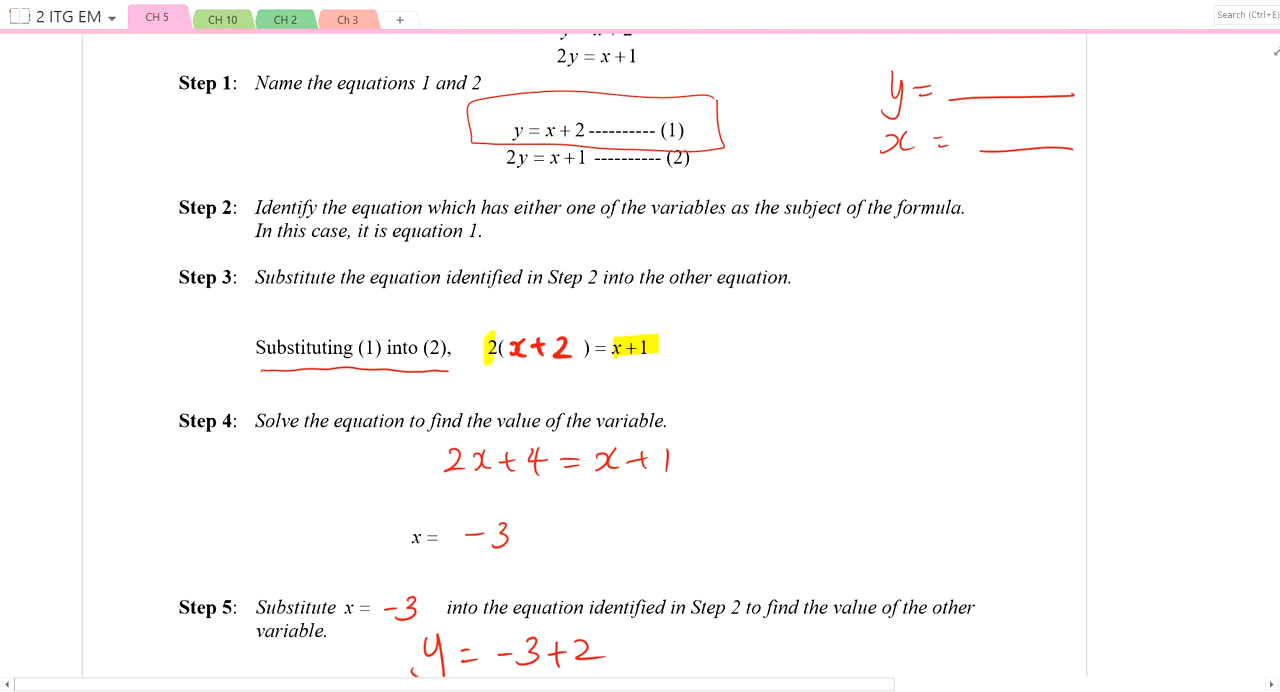 2 ITG EM
CH 5
CH 10
CH 2
Ch 3
+
Search (Ctrl+E)
2y = x + 1
Step 1: Name the equations 1 and 2
y = x + 2 ---------- (1)
2y = x + 1 ---------- (2)
y = ______
x = ______
Step 2: Identify the equation which has either one of the variables as the subject of the formula.
In this case, it is equation 1.
Step 3: Substitute the equation identified in Step 2 into the other equation.
Substituting (1) into (2), 2( x + 2 ) = x + 1
Step 4: Solve the equation to find the value of the variable.
2x + 4 = x + 1
x = -3
Step 5: Substitute x = -3 into the equation identified in Step 2 to find the value of the other
variable.
y = -3 + 2